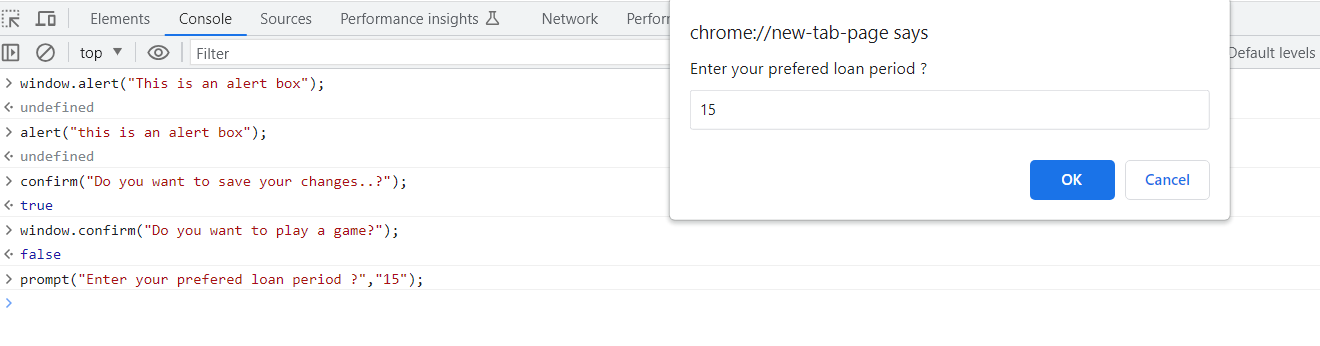 Elements Console Sources Performance insights Network
top Filter Default levels
window.alert("This is an alert box");
undefined
alert("this is an alert box");
undefined
confirm("Do you want to save your changes..?");
true
window.confirm("Do you want to play a game?");
false
prompt("Enter your prefered loan period ?","15");
chrome://new-tab-page says
Enter your prefered loan period ?
15
OK Cancel